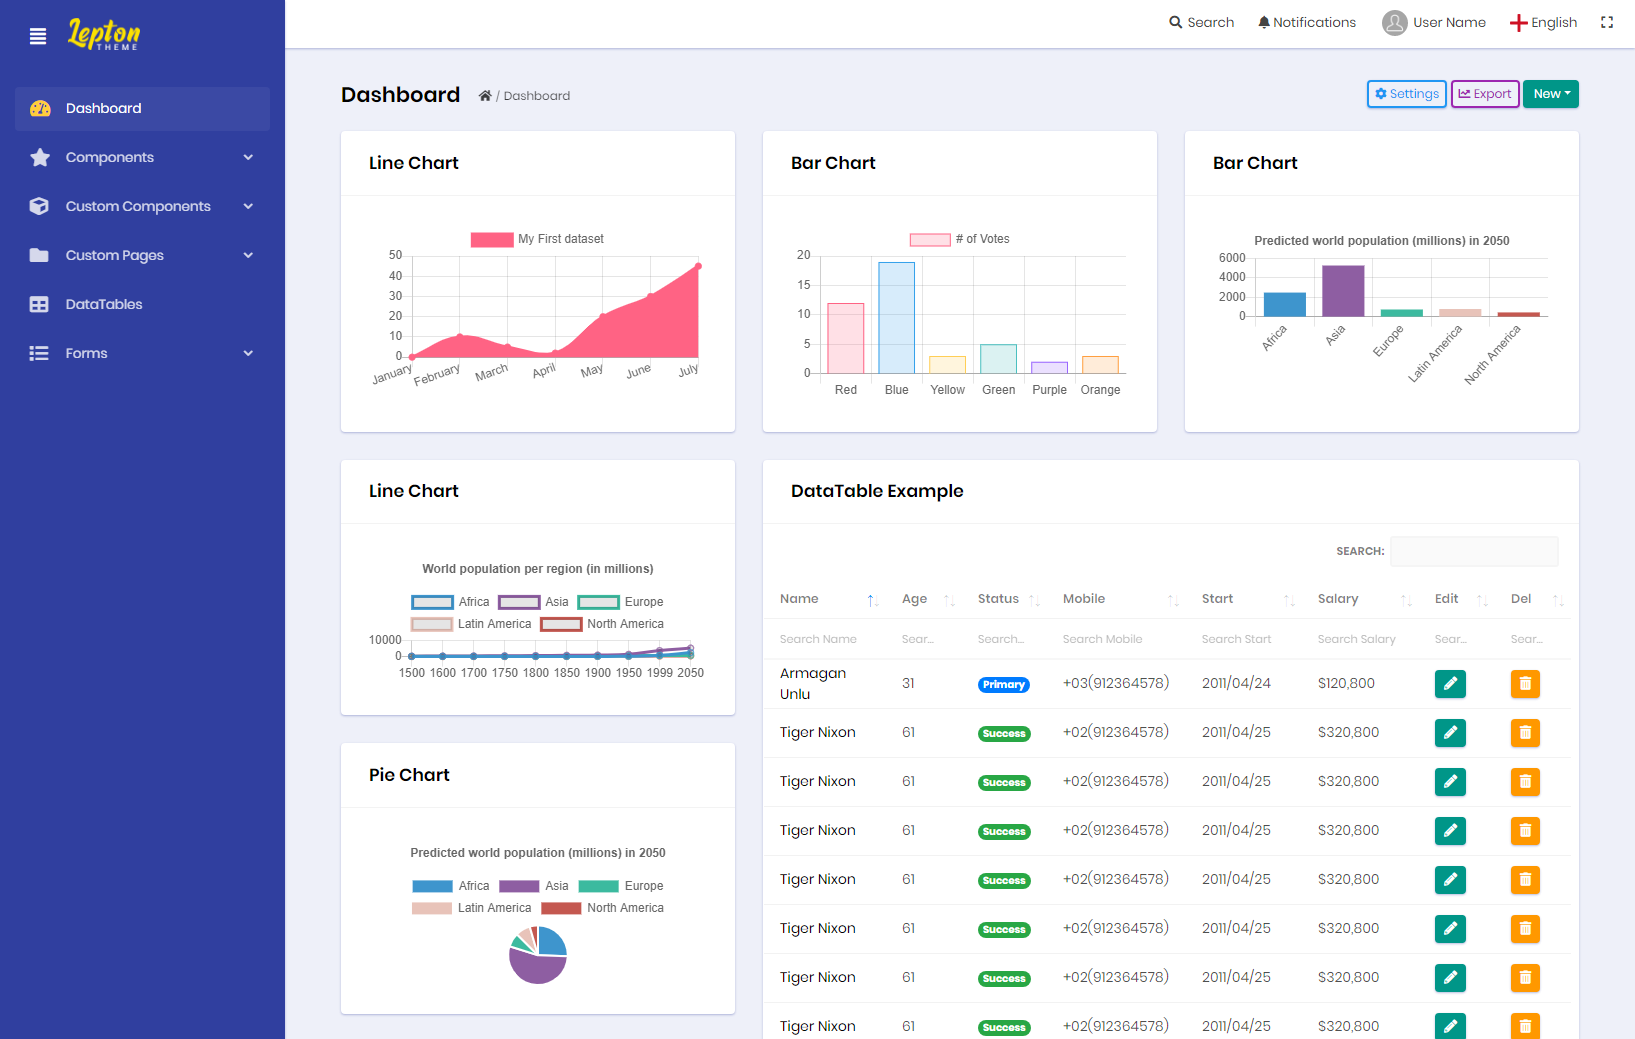 Lepton
THEME
Search Notifications User Name English
Dashboard
Components
Custom Components
Custom Pages
DataTables
Forms
Dashboard / Dashboard
Settings Export New
Line Chart
My First dataset
50
40
30
20
10
0
January February March April May June July
Bar Chart
# of Votes
20
15
10
5
0
Red Blue Yellow Green Purple Orange
Bar Chart
Predicted world population (millions) in 2050
6000
4000
2000
0
Africa Asia Europe Latin America North America
Line Chart
World population per region (in millions)
Africa Asia Europe
Latin America North America
10000
0
1500 1600 1700 1750 1800 1850 1900 1950 1999 2050
Pie Chart
Predicted world population (millions) in 2050
Africa Asia Europe
Latin America North America
DataTable Example
SEARCH:
Name Age Status Mobile Start Salary Edit Del
Search Name Sear... Search... Search Mobile Search Start Search Salary Sear... Sear...
Armagan
Unlu 31 Primary +03(912364578) 2011/04/24 $120,800
Tiger Nixon 61 Success +02(912364578) 2011/04/25 $320,800
Tiger Nixon 61 Success +02(912364578) 2011/04/25 $320,800
Tiger Nixon 61 Success +02(912364578) 2011/04/25 $320,800
Tiger Nixon 61 Success +02(912364578) 2011/04/25 $320,800
Tiger Nixon 61 Success +02(912364578) 2011/04/25 $320,800
Tiger Nixon 61 Success +02(912364578) 2011/04/25 $320,800
Tiger Nixon 61 Success +02(912364578) 2011/04/25 $320,800